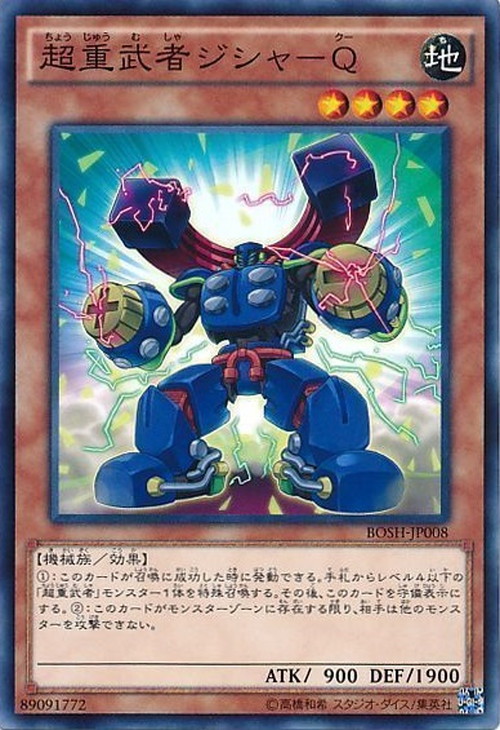 ちょうじゅうむしゃ クー
超重武者ジシャーQ
ち
地
BOSH-JP008
【機械族／効果】
①：このカードが召喚に成功した時に発動できる。手札からレベル４以下の
「超重武者」モンスター１体を特殊召喚する。その後、このカードを守備表示に
する。②：このカードがモンスターゾーンに存在する限り、相手は他のモンス
ターを攻撃できない。
ATK/ 900 DEF/1900
89091772 ©高橋和希 スタジオ・ダイス/集英社